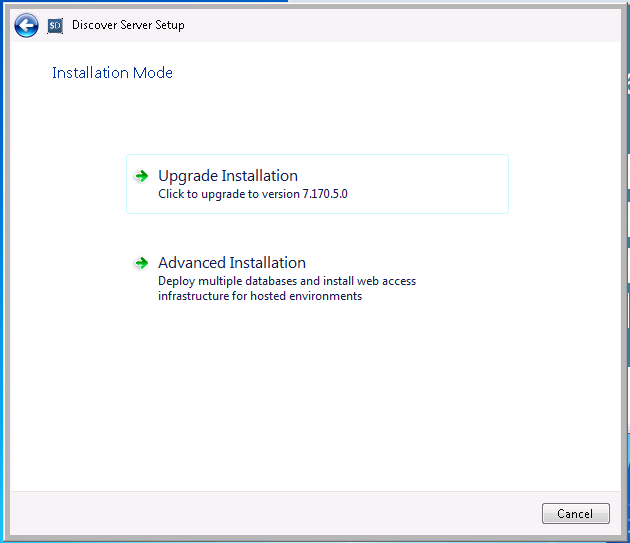 SD Discover Server Setup
Installation Mode
Upgrade Installation
Click to upgrade to version 7.170.5.0
Advanced Installation
Deploy multiple databases and install web access
infrastructure for hosted environments
Cancel